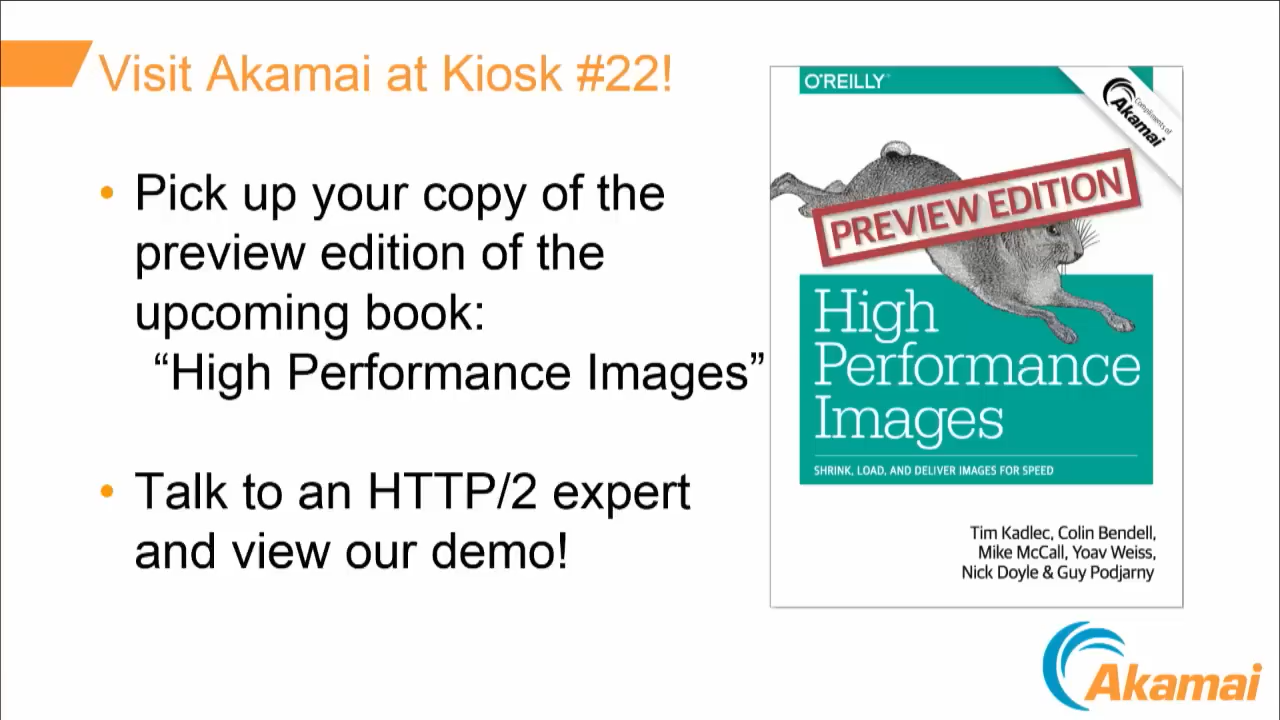 Visit Akamai at Kiosk #22!
• Pick up your copy of the
preview edition of the
upcoming book:
“High Performance Images”
• Talk to an HTTP/2 expert
and view our demo!
O'REILLY™
Compliments of
Akamai
PREVIEW EDITION
High
Performance
Images
SHRINK, LOAD, AND DELIVER IMAGES FOR SPEED
Tim Kadlec, Colin Bendell,
Mike McCall, Yoav Weiss,
Nick Doyle & Guy Podjarny
Akamai